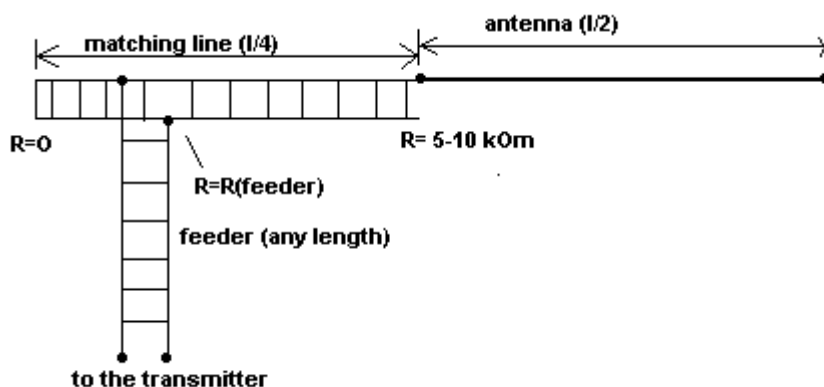 antenna (l/2)
matching line (l/4)
R=0
R= 5-10 kOm
R=R(feeder)
feeder (any length)
to the transmitter